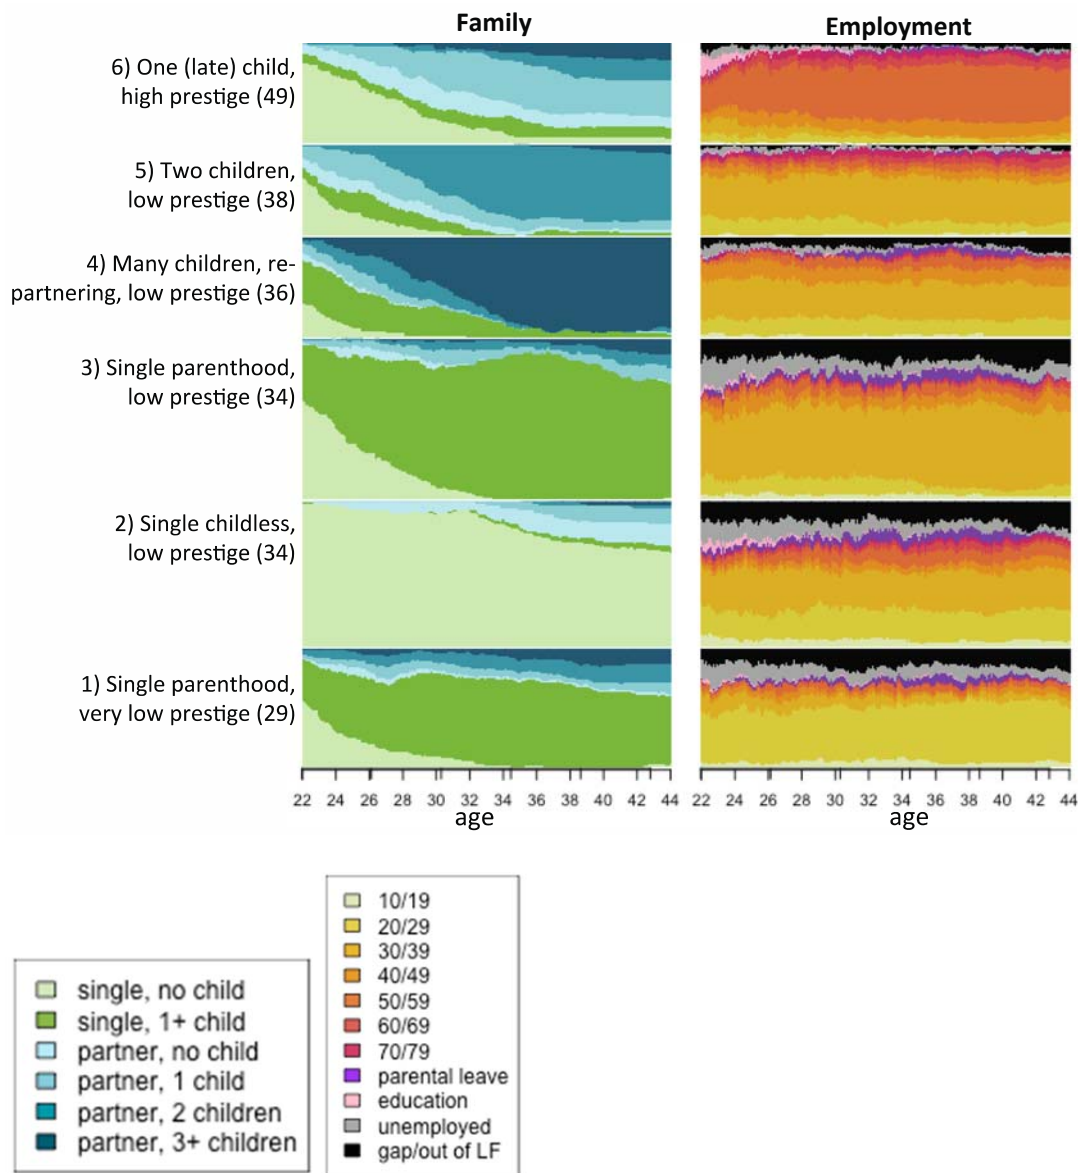 Family
Employment
6) One (late) child,
high prestige (49)
5) Two children,
low prestige (38)
4) Many children, re-
partnering, low prestige (36)
3) Single parenthood,
low prestige (34)
2) Single childless,
low prestige (34)
1) Single parenthood,
very low prestige (29)
22 24 26 28 30 32 34 36 38 40 42 44
age
22 24 26 28 30 32 34 36 38 40 42 44
age
single, no child
single, 1+ child
partner, no child
partner, 1 child
partner, 2 children
partner, 3+ children
10/19
20/29
30/39
40/49
50/59
60/69
70/79
parental leave
education
unemployed
gap/out of LF